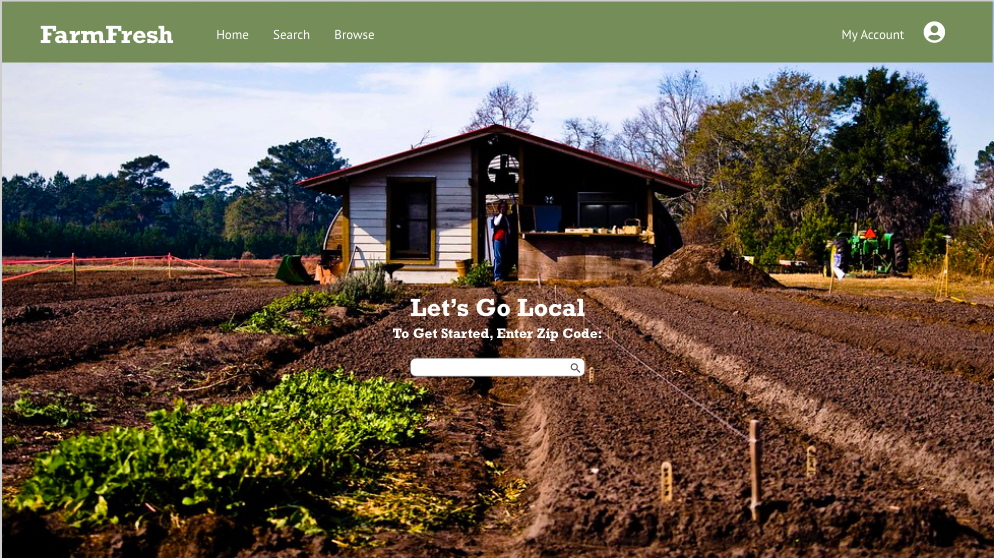 FarmFresh Home Search Browse My Account
Let's Go Local
To Get Started, Enter Zip Code: